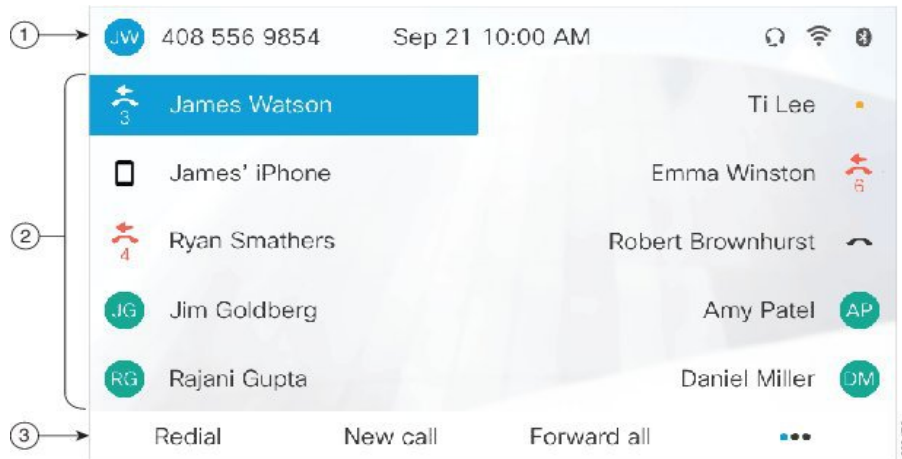 1 JW 408 556 9854 Sep 21 10:00 AM
3 James Watson Ti Lee
James' iPhone Emma Winston 6
2
4 Ryan Smathers Robert Brownhurst
JG Jim Goldberg Amy Patel AP
RG Rajani Gupta Daniel Miller DM
3 Redial New call Forward all